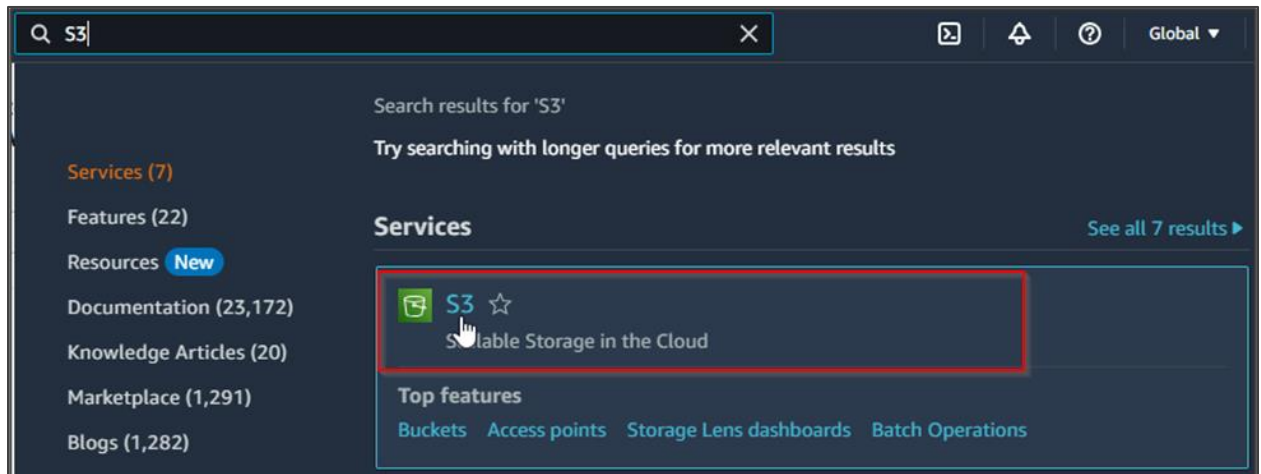 S3
Global
Search results for 'S3'
Try searching with longer queries for more relevant results
Services (7)
Features (22)
Resources New
Documentation (23,172)
Knowledge Articles (20)
Marketplace (1,291)
Blogs (1,282)
Services
See all 7 results
S3
Scalable Storage in the Cloud
Top features
Buckets Access points Storage Lens dashboards Batch Operations